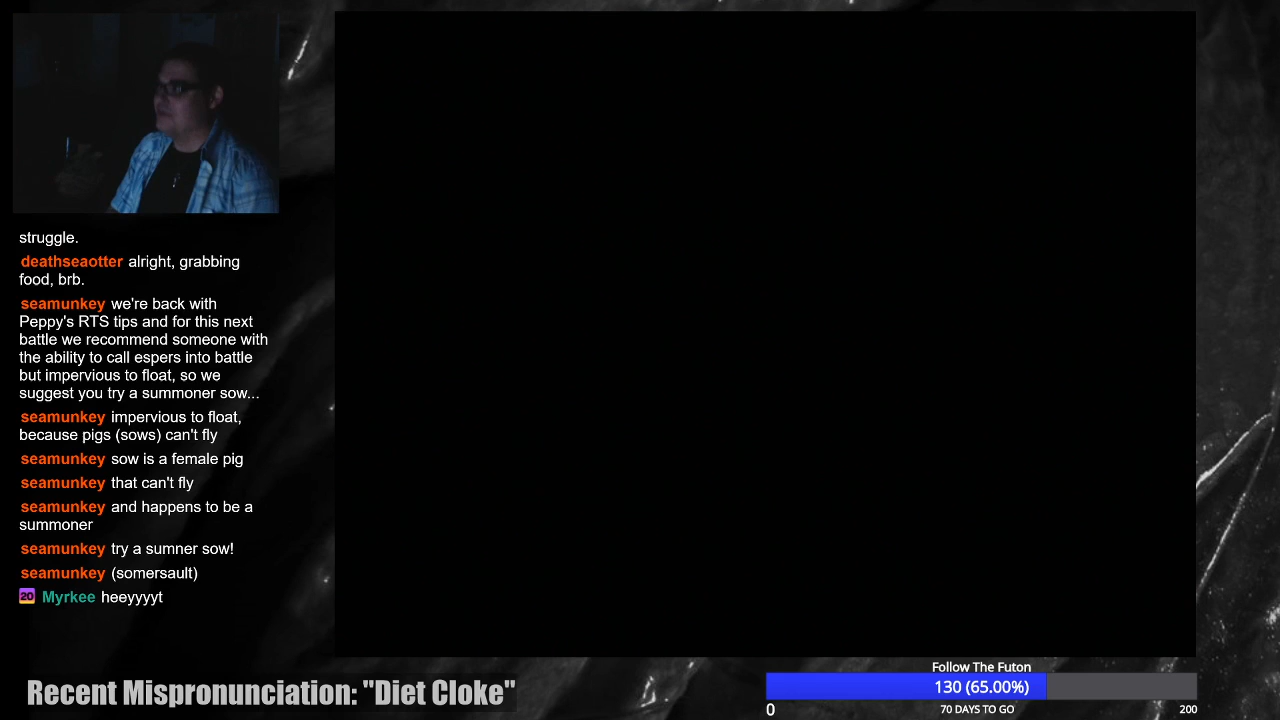 struggle.
deathseaotter alright, grabbing
food, brb.
seamunkey we're back with
Peppy's RTS tips and for this next
battle we recommend someone with
the ability to call espers into battle
but impervious to float, so we
suggest you try a summoner sow...
seamunkey impervious to float,
because pigs (sows) can't fly
seamunkey sow is a female pig
seamunkey that can't fly
seamunkey and happens to be a
summoner
seamunkey try a sumner sow!
seamunkey (somersault)
20 Myrkee heeyyyyt
Recent Mispronunciation: "Diet Cloke"
Follow The Futon
130 (65.00%)
0 70 DAYS TO GO 200